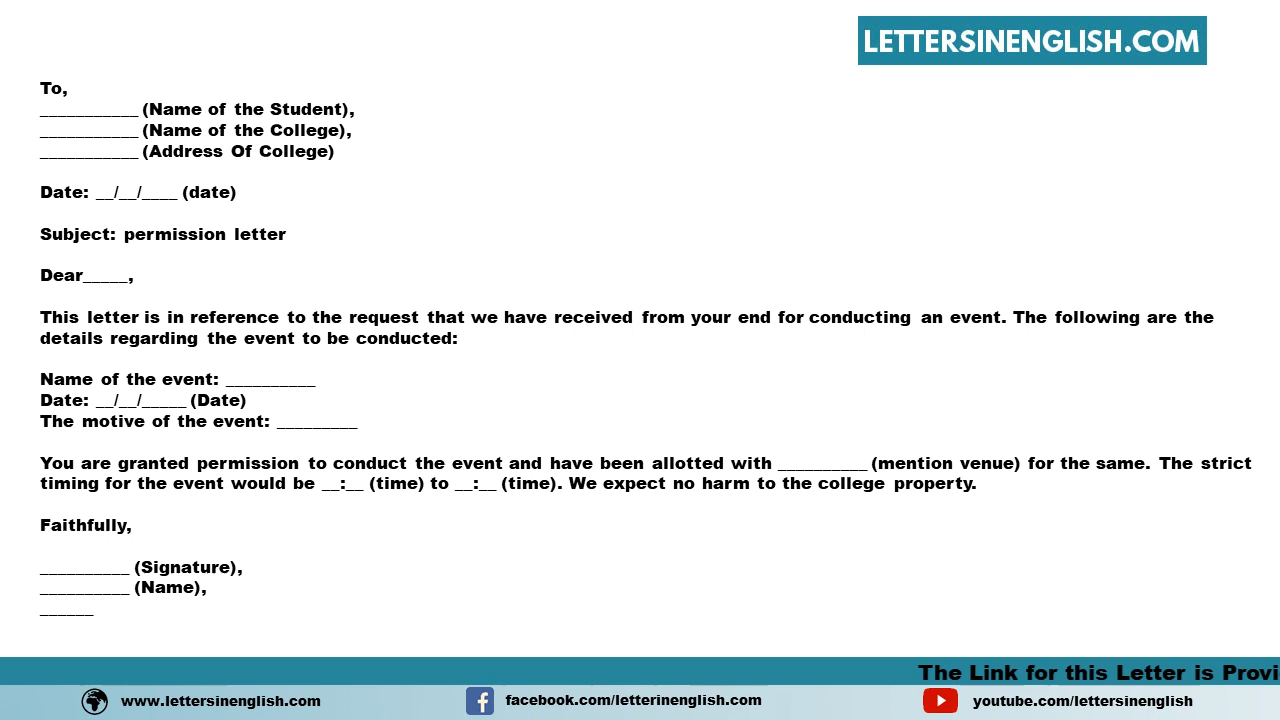 LETTERSINENGLISH.COM
To,
___________ (Name of the Student),
___________ (Name of the College),
___________ (Address Of College)
Date: __/__/____ (date)
Subject: permission letter
Dear_____,
This letter is in reference to the request that we have received from your end for conducting an event. The following are the
details regarding the event to be conducted:
Name of the event: __________
Date: __/__/_____ (Date)
The motive of the event: _________
You are granted permission to conduct the event and have been allotted with __________ (mention venue) for the same. The strict
timing for the event would be __:__ (time) to __:__ (time). We expect no harm to the college property.
Faithfully,
__________ (Signature),
__________ (Name),
______
The Link for this Letter is Provi
www.lettersinenglish.com
facebook.com/letterinenglish.com
youtube.com/lettersinenglish